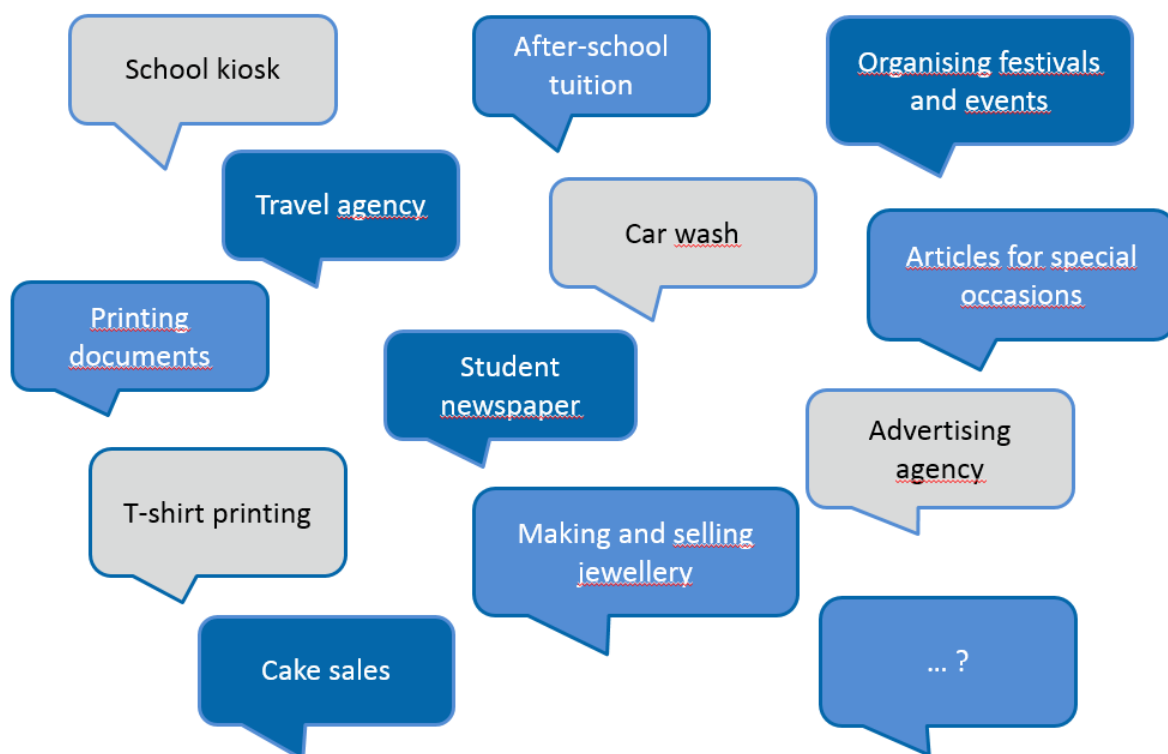 School kiosk
After-school
tuition
Organising festivals
and events
Travel agency
Car wash
Articles for special
occasions
Printing
documents
Student
newspaper
Advertising
agency
T-shirt printing
Making and selling
jewellery
Cake sales
... ?